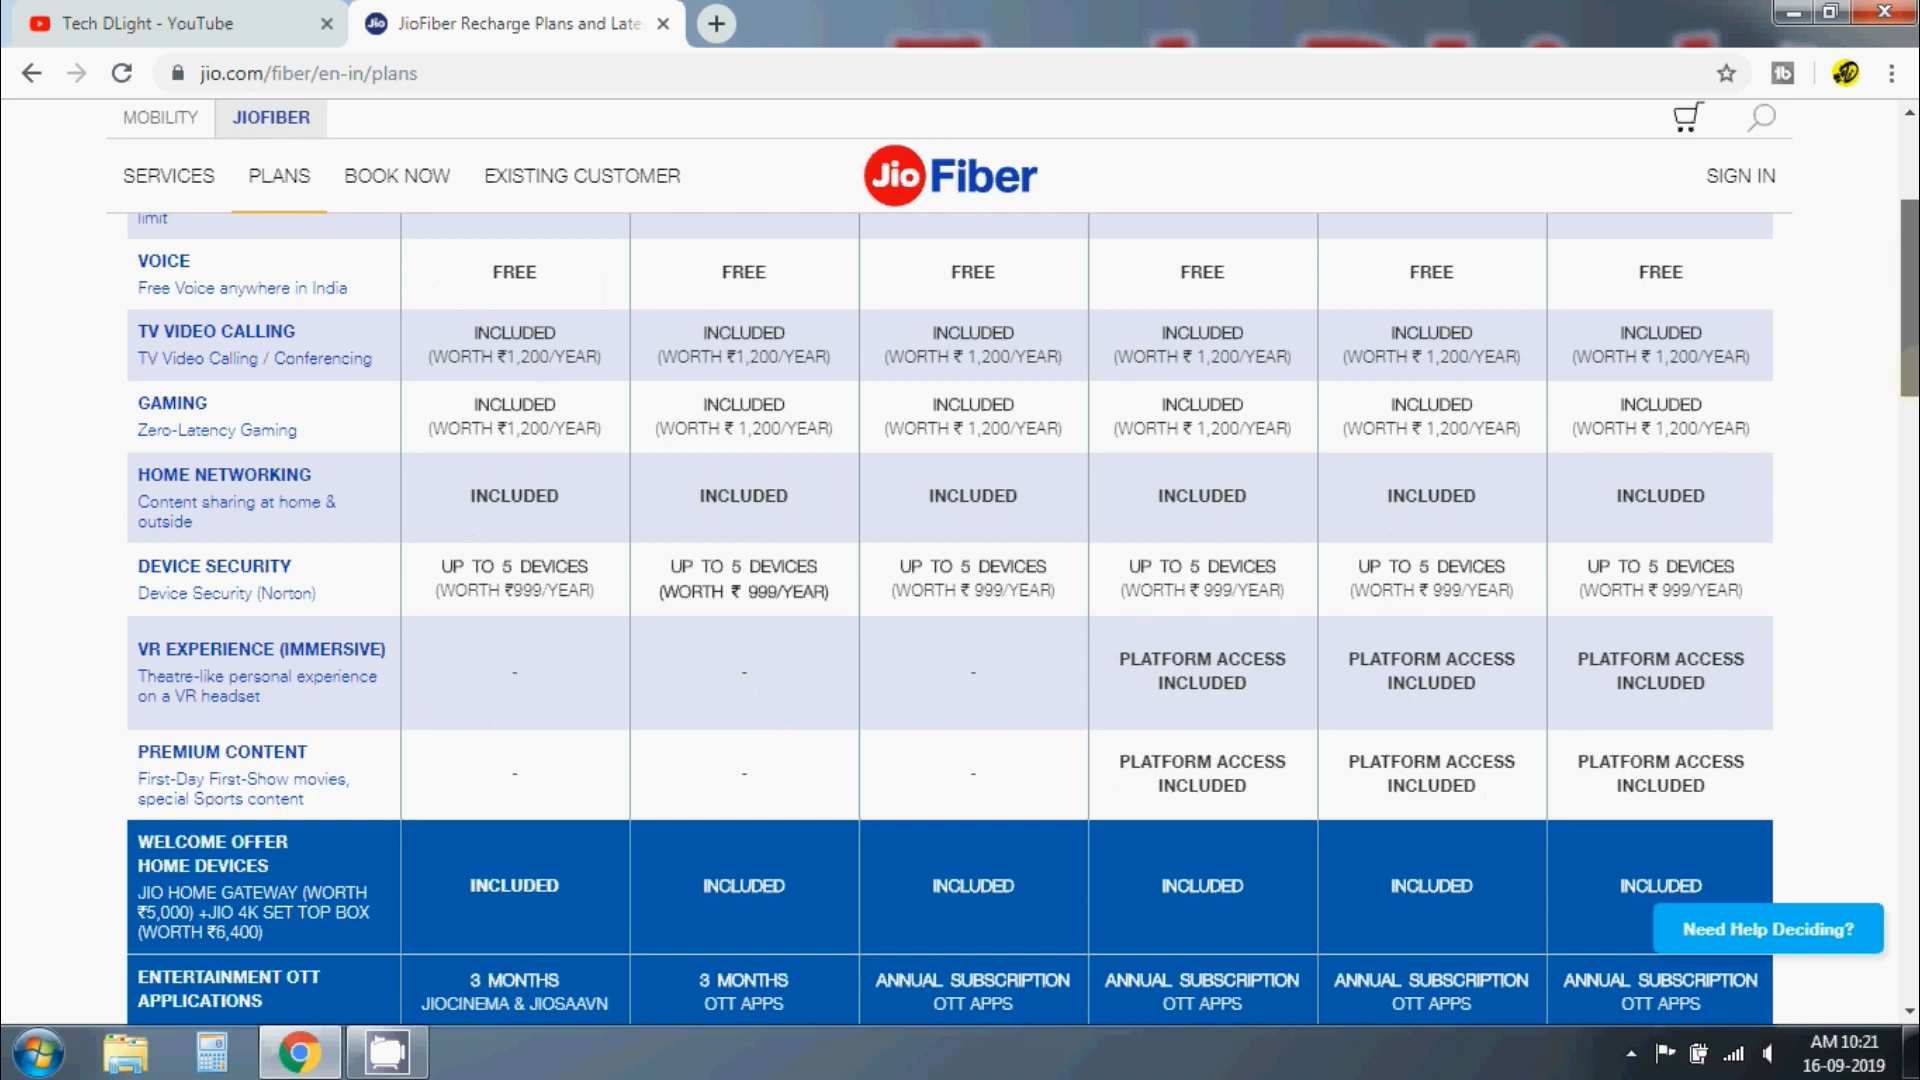 Tech DLight - YouTube
JioFiber Recharge Plans and Late
jio.com/fiber/en-in/plans
MOBILITY JIOFIBER
SERVICES PLANS BOOK NOW EXISTING CUSTOMER Jio Fiber SIGN IN
limit
VOICE
Free Voice anywhere in India
FREE FREE FREE FREE FREE FREE
TV VIDEO CALLING
TV Video Calling / Conferencing
INCLUDED INCLUDED INCLUDED INCLUDED INCLUDED INCLUDED
(WORTH ₹1,200/YEAR) (WORTH ₹1,200/YEAR) (WORTH ₹ 1,200/YEAR) (WORTH ₹ 1,200/YEAR) (WORTH ₹ 1,200/YEAR) (WORTH ₹ 1,200/YEAR)
GAMING
Zero-Latency Gaming
INCLUDED INCLUDED INCLUDED INCLUDED INCLUDED INCLUDED
(WORTH ₹1,200/YEAR) (WORTH ₹ 1,200/YEAR) (WORTH ₹ 1,200/YEAR) (WORTH ₹ 1,200/YEAR) (WORTH ₹ 1,200/YEAR) (WORTH ₹ 1,200/YEAR)
HOME NETWORKING
Content sharing at home &
outside
INCLUDED INCLUDED INCLUDED INCLUDED INCLUDED INCLUDED
DEVICE SECURITY
Device Security (Norton)
UP TO 5 DEVICES UP TO 5 DEVICES UP TO 5 DEVICES UP TO 5 DEVICES UP TO 5 DEVICES UP TO 5 DEVICES
(WORTH ₹999/YEAR) (WORTH ₹ 999/YEAR) (WORTH ₹ 999/YEAR) (WORTH ₹ 999/YEAR) (WORTH ₹ 999/YEAR) (WORTH ₹ 999/YEAR)
VR EXPERIENCE (IMMERSIVE)
Theatre-like personal experience
on a VR headset
- - - PLATFORM ACCESS PLATFORM ACCESS PLATFORM ACCESS
INCLUDED INCLUDED INCLUDED
PREMIUM CONTENT
First-Day First-Show movies,
special Sports content
- - - PLATFORM ACCESS PLATFORM ACCESS PLATFORM ACCESS
INCLUDED INCLUDED INCLUDED
WELCOME OFFER
HOME DEVICES
JIO HOME GATEWAY (WORTH
₹5,000) +JIO 4K SET TOP BOX
(WORTH ₹6,400)
INCLUDED INCLUDED INCLUDED INCLUDED INCLUDED INCLUDED
Need Help Deciding?
ENTERTAINMENT OTT
APPLICATIONS
3 MONTHS 3 MONTHS ANNUAL SUBSCRIPTION ANNUAL SUBSCRIPTION ANNUAL SUBSCRIPTION ANNUAL SUBSCRIPTION
JIOCINEMA & JIOSAAVN OTT APPS OTT APPS OTT APPS OTT APPS OTT APPS
AM 10:21
16-09-2019